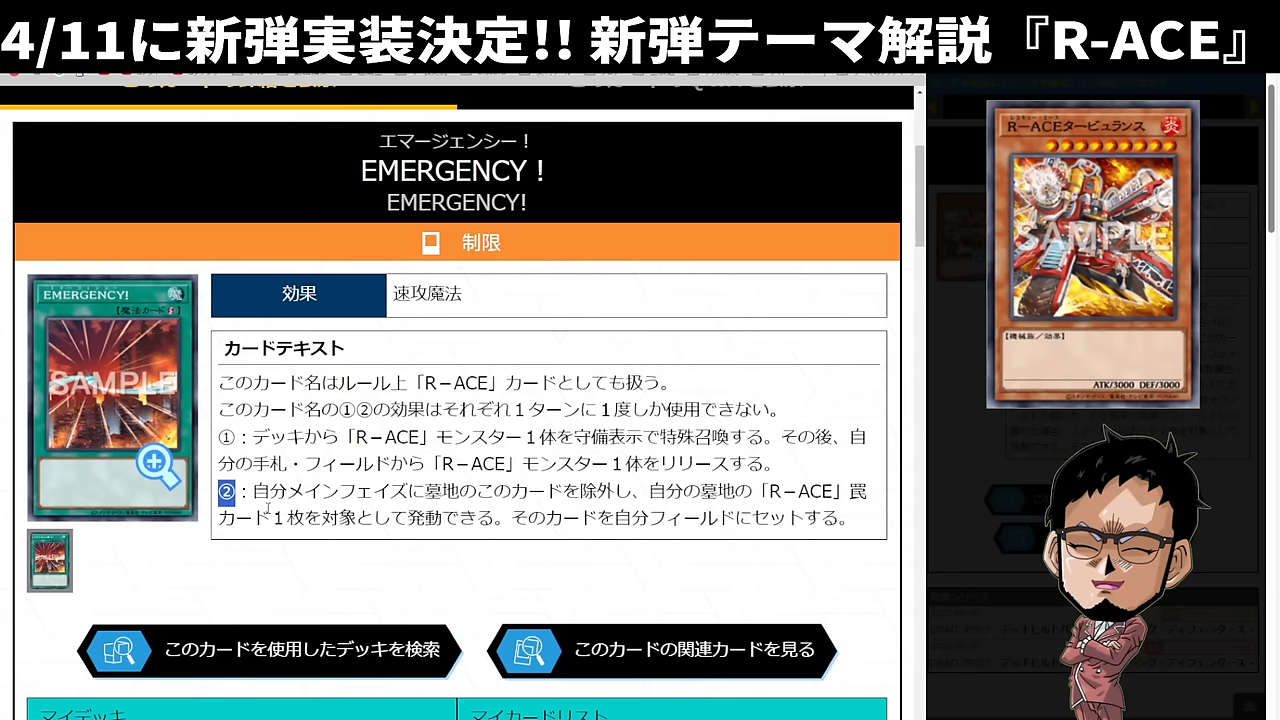 4/11に新弾実装決定!! 新弾テーマ解説『R-ACE』
エマージェンシー！
EMERGENCY！
EMERGENCY!
制限
EMERGENCY!
【魔法カード】
SAMPLE
効果
速攻魔法
カードテキスト
このカード名はルール上「R－ACE」カードとしても扱う。
このカード名の①②の効果はそれぞれ１ターンに１度しか使用できない。
①：デッキから「R－ACE」モンスター１体を守備表示で特殊召喚する。その後、自
分の手札・フィールドから「R－ACE」モンスター１体をリリースする。
②：自分メインフェイズに墓地のこのカードを除外し、自分の墓地の「R－ACE」罠
カード１枚を対象として発動できる。そのカードを自分フィールドにセットする。
このカードを使用したデッキを検索
このカードの関連カードを見る
マイデッキ
マイカードリスト
R－ACEタービュランス
炎
SAMPLE
【機械族／効果】
ATK/3000 DEF/3000